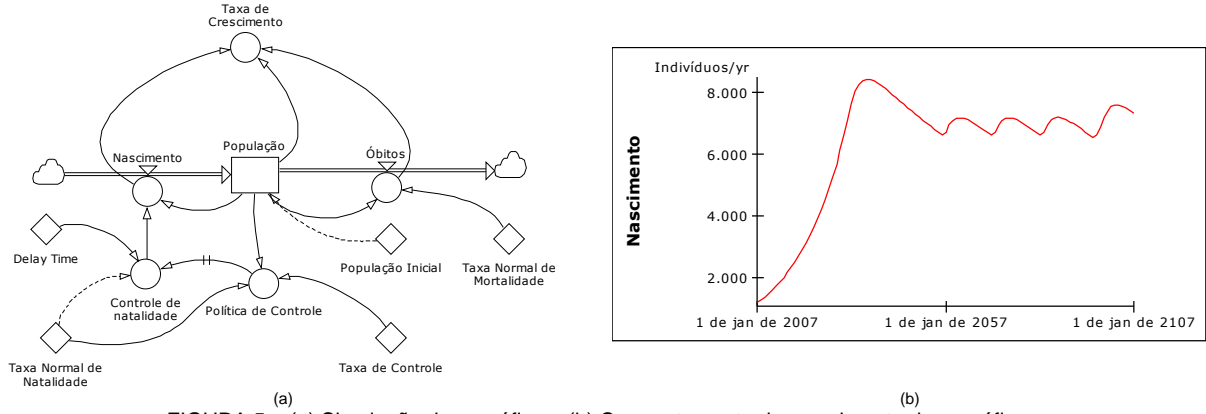 Taxa de
Crescimento
Nascimento
População
Óbitos
Delay Time
Controle de
natalidade
Política de Controle
População Inicial
Taxa Normal de
Mortalidade
Taxa Normal de
Natalidade
Taxa de Controle
(a)
Indivíduos/yr
8.000
6.000
4.000
2.000
Nascimento
1 de jan de 2007
1 de jan de 2057
1 de jan de 2107
(b)